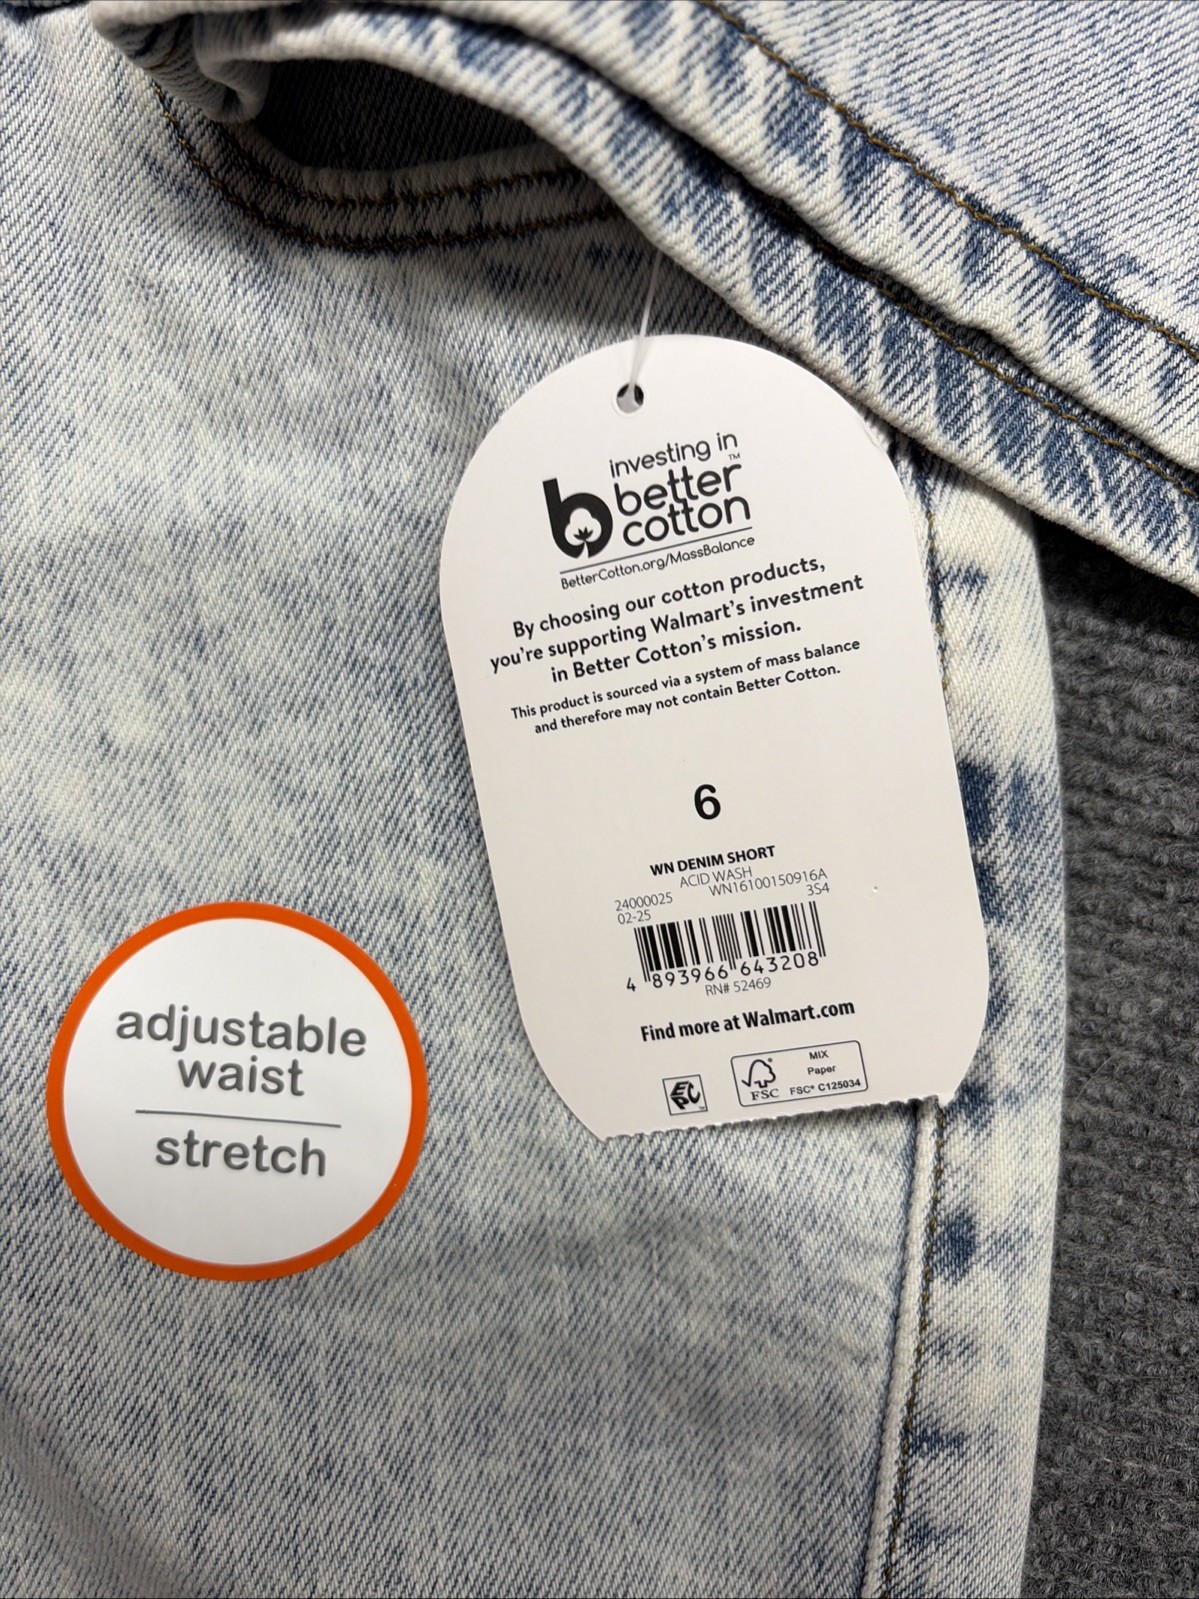 investing in
better™
cotton
BetterCotton.org/MassBalance
By choosing our cotton products,
you're supporting Walmart's investment
in Better Cotton's mission.
This product is sourced via a system of mass balance
and therefore may not contain Better Cotton.
6
WN DENIM SHORT
ACID WASH
24000025 WN16100150916A
02-25 3S4
4 893966 643208
RN# 52469
Find more at Walmart.com
EPC™
FSC
MIX
Paper
FSC® C125034
adjustable
waist
stretch